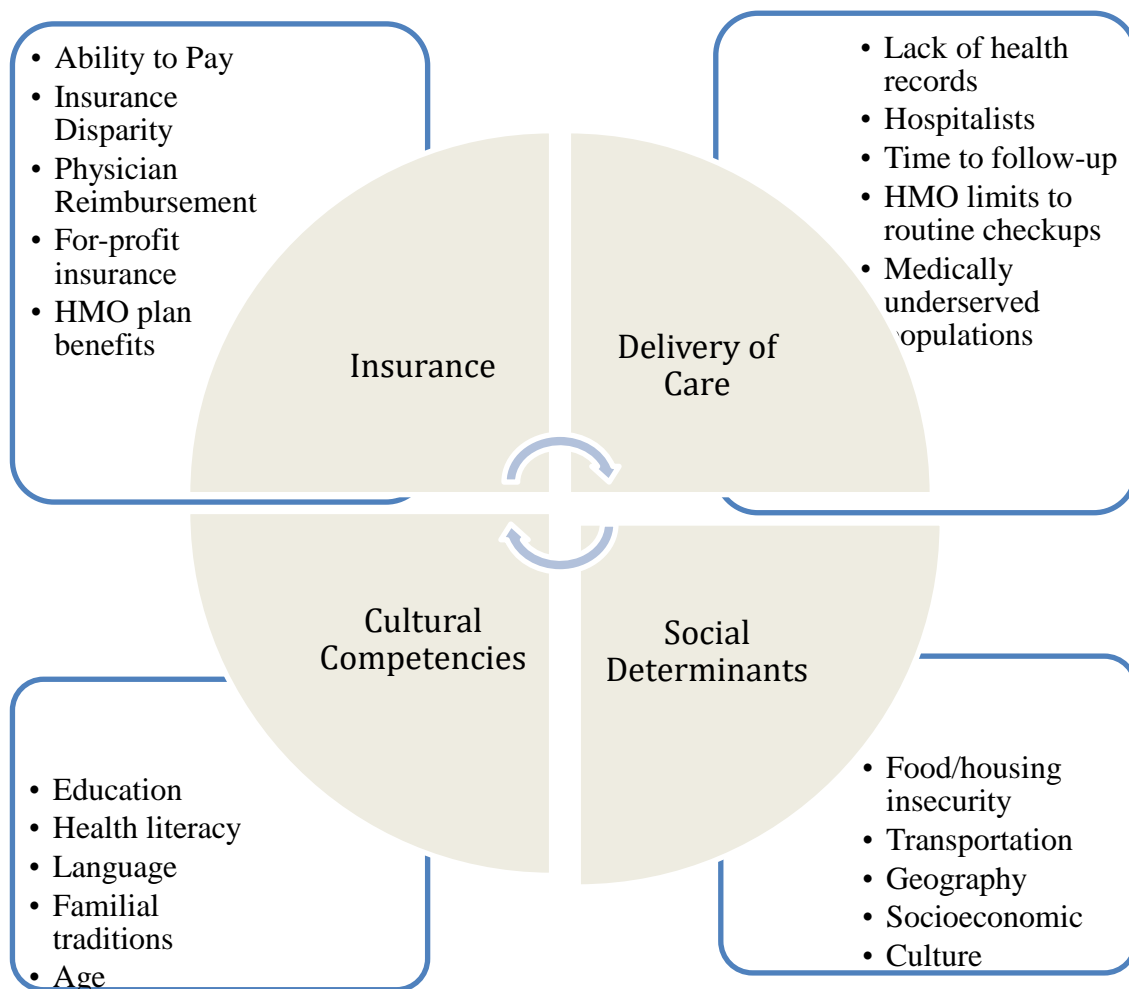 • Ability to Pay
• Insurance
Disparity
• Physician
Reimbursement
• For-profit
insurance
• HMO plan
benefits
• Lack of health
records
• Hospitalists
• Time to follow-up
• HMO limits to
routine checkups
• Medically
underserved
populations
Insurance
Delivery of
Care
Cultural
Competencies
Social
Determinants
• Education
• Health literacy
• Language
• Familial
traditions
• Age
• Food/housing
insecurity
• Transportation
• Geography
• Socioeconomic
• Culture